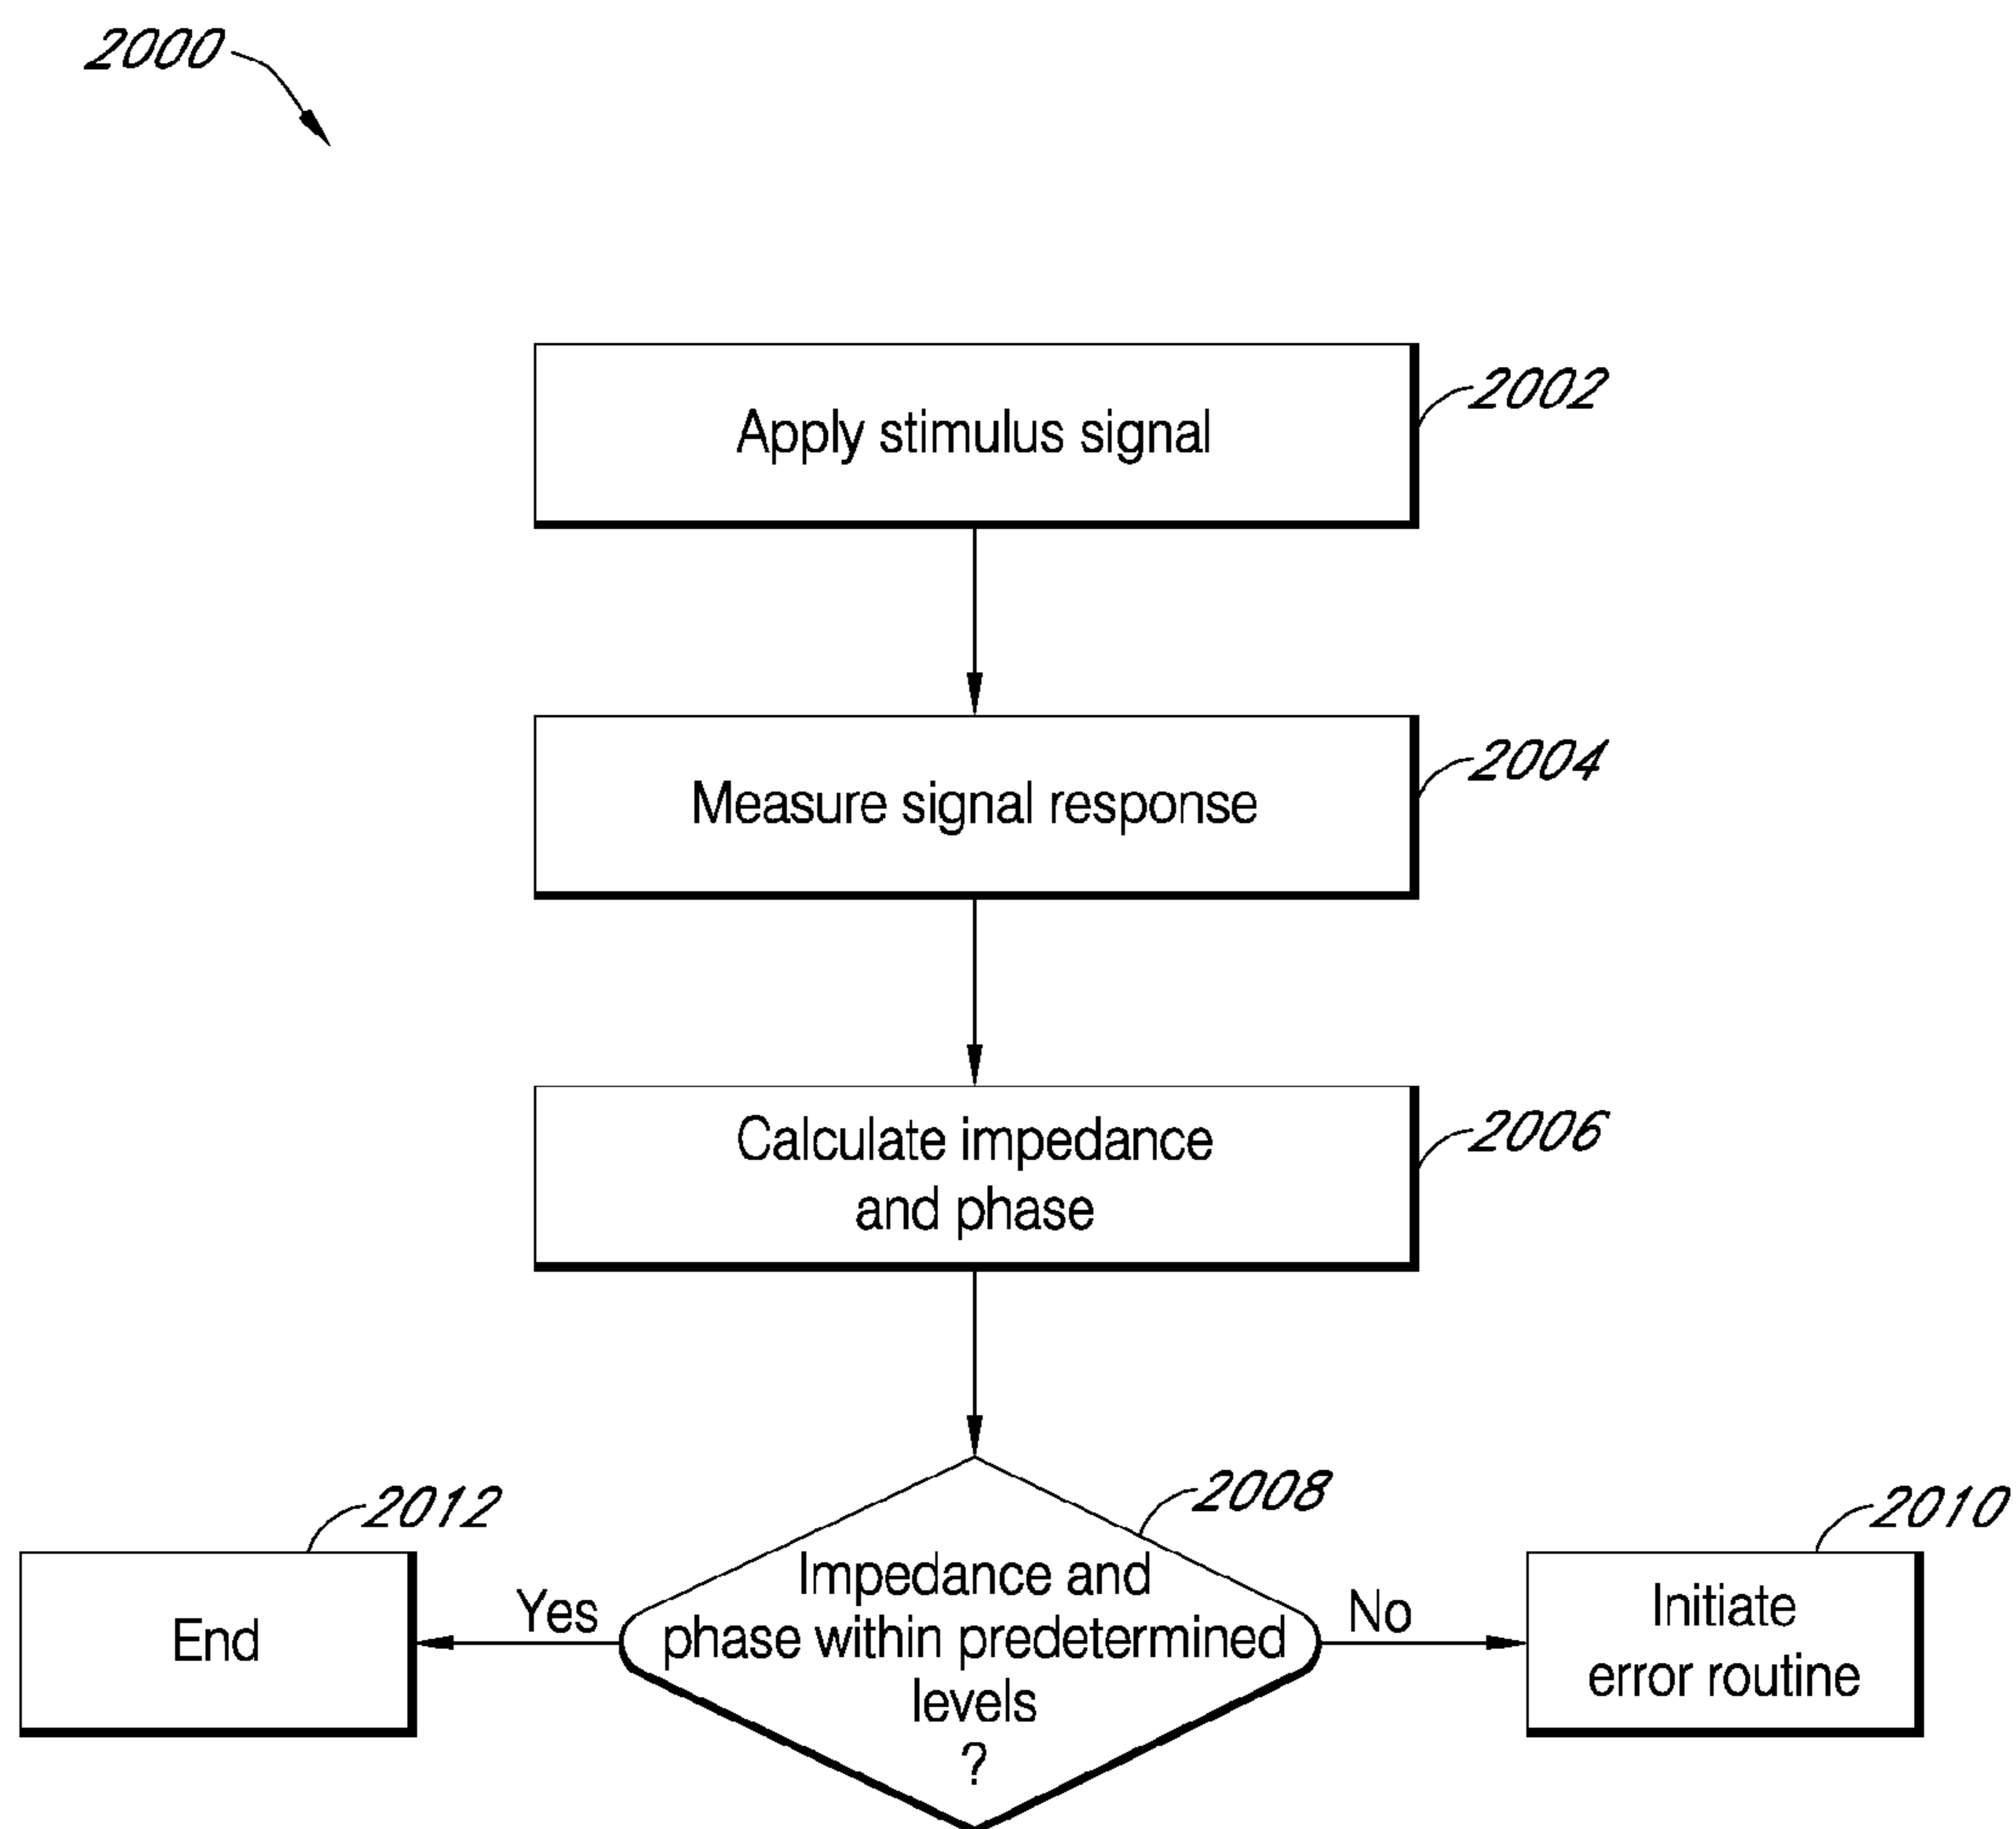 2000
Apply stimulus signal
2002
Measure signal response
2004
Calculate impedance
and phase
2006
2012
End
Yes
2008
Impedance and
phase within predetermined
levels
?
No
2010
Initiate
error routine